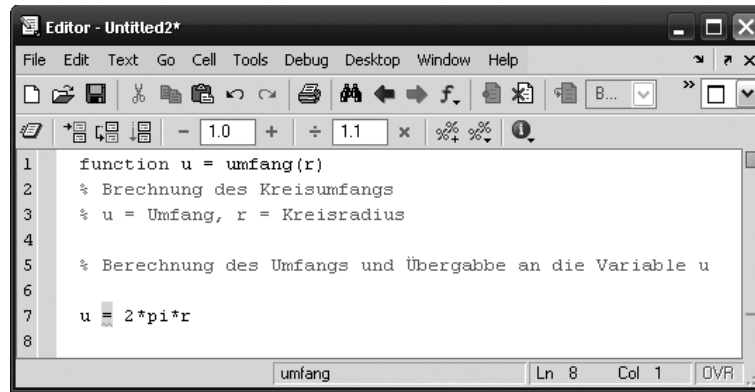 Editor - Untitled2*
File Edit Text Go Cell Tools Debug Desktop Window Help
B...
− 1.0 + ÷ 1.1 ×
1 function u = umfang(r)
2 % Brechnung des Kreisumfangs
3 % u = Umfang, r = Kreisradius
4
5 % Berechnung des Umfangs und Übergabbe an die Variable u
6
7 u = 2*pi*r
8
umfang Ln 8 Col 1 OVR